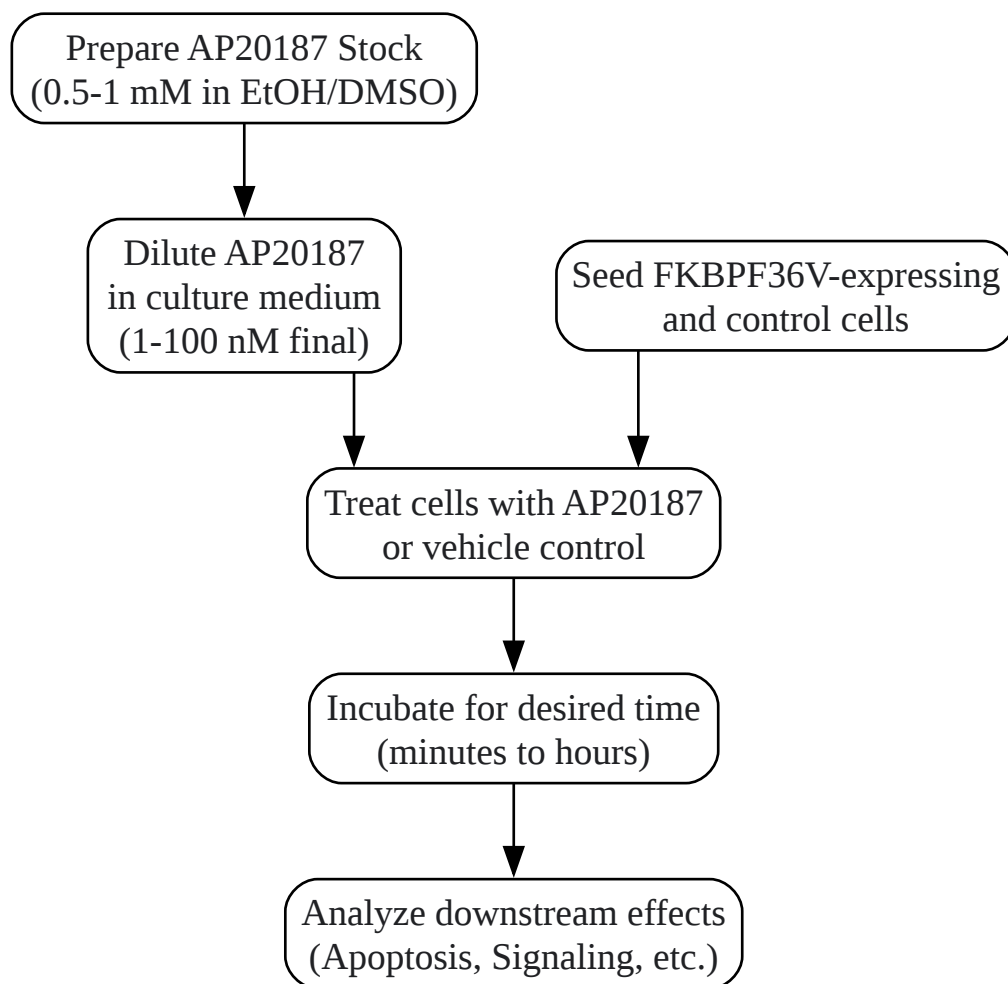 Prepare AP20187 Stock
(0.5-1 mM in EtOH/DMSO)
Dilute AP20187
in culture medium
(1-100 nM final)
Seed FKBPF36V-expressing
and control cells
Treat cells with AP20187
or vehicle control
Incubate for desired time
(minutes to hours)
Analyze downstream effects
(Apoptosis, Signaling, etc.)